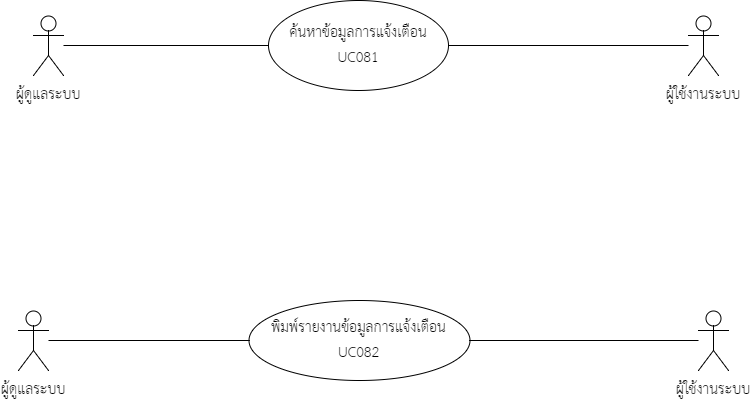 ค้นหาข้อมูลการแจ้งเตือน
UC081
ผู้ดูแลระบบ
ผู้ใช้งานระบบ
พิมพ์รายงานข้อมูลการแจ้งเตือน
UC082
ผู้ดูแลระบบ
ผู้ใช้งานระบบ